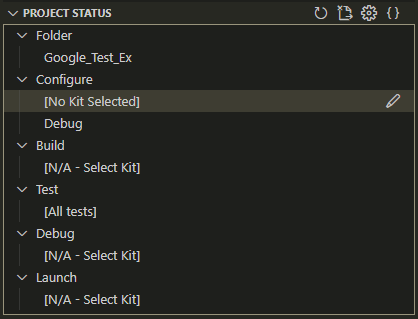 PROJECT STATUS
Folder
Google_Test_Ex
Configure
[No Kit Selected]
Debug
Build
[N/A - Select Kit]
Test
[All tests]
Debug
[N/A - Select Kit]
Launch
[N/A - Select Kit]